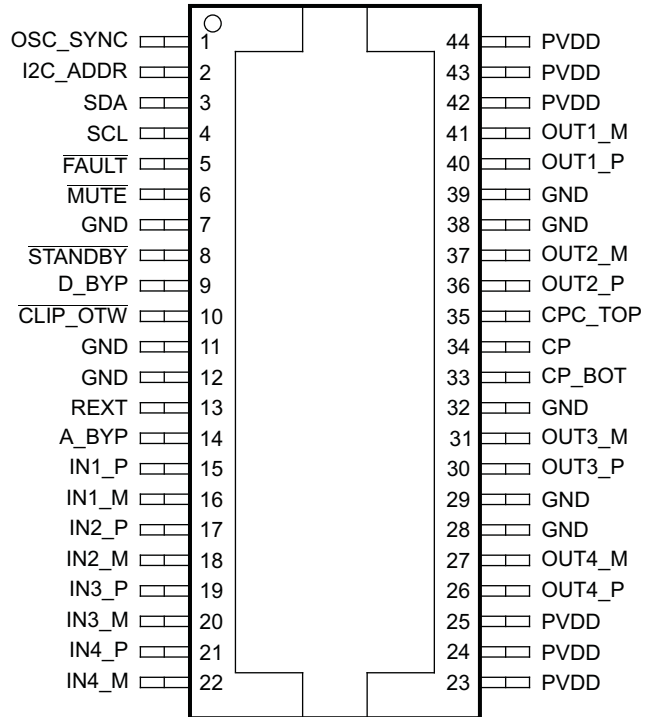 OSC_SYNC 1 44 PVDD
I2C_ADDR 2 43 PVDD
SDA 3 42 PVDD
SCL 4 41 OUT1_M
FAULT 5 40 OUT1_P
MUTE 6 39 GND
GND 7 38 GND
STANDBY 8 37 OUT2_M
D_BYP 9 36 OUT2_P
CLIP_OTW 10 35 CPC_TOP
GND 11 34 CP
GND 12 33 CP_BOT
REXT 13 32 GND
A_BYP 14 31 OUT3_M
IN1_P 15 30 OUT3_P
IN1_M 16 29 GND
IN2_P 17 28 GND
IN2_M 18 27 OUT4_M
IN3_P 19 26 OUT4_P
IN3_M 20 25 PVDD
IN4_P 21 24 PVDD
IN4_M 22 23 PVDD